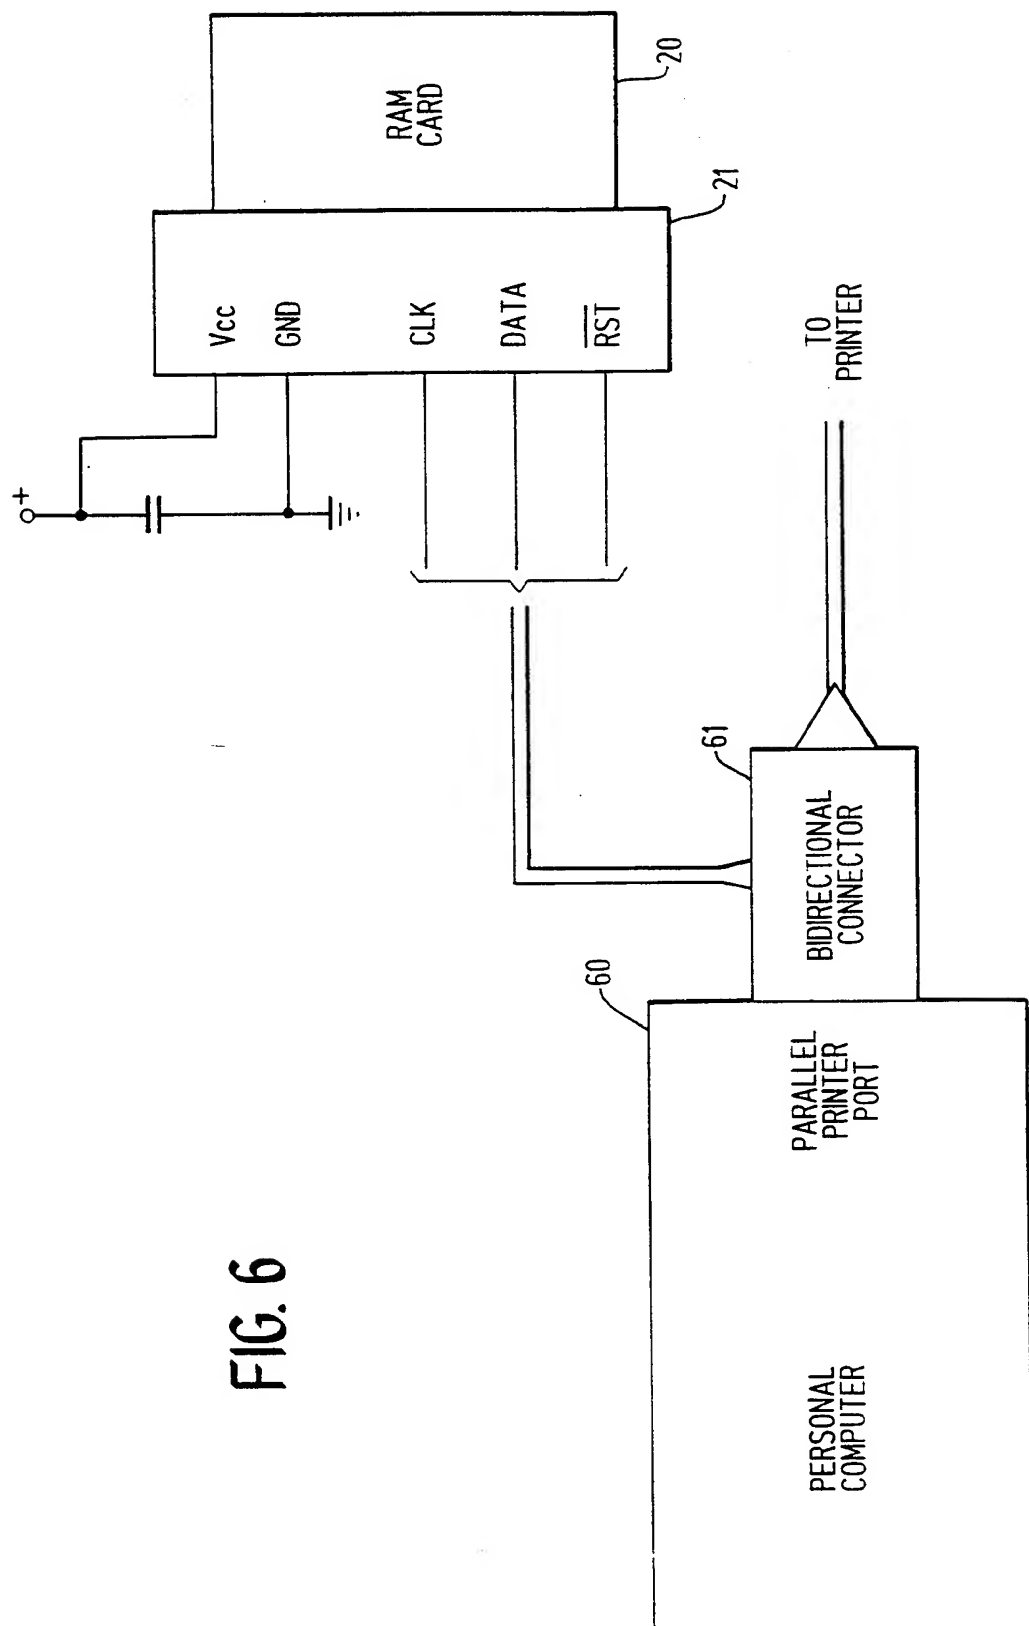 RAM
CARD
20
21
Vcc
GND
CLK
DATA
R̅S̅T̅
+
TO
PRINTER
61
BIDIRECTIONAL
CONNECTOR
60
PARALLEL
PRINTER
PORT
PERSONAL
COMPUTER
FIG. 6